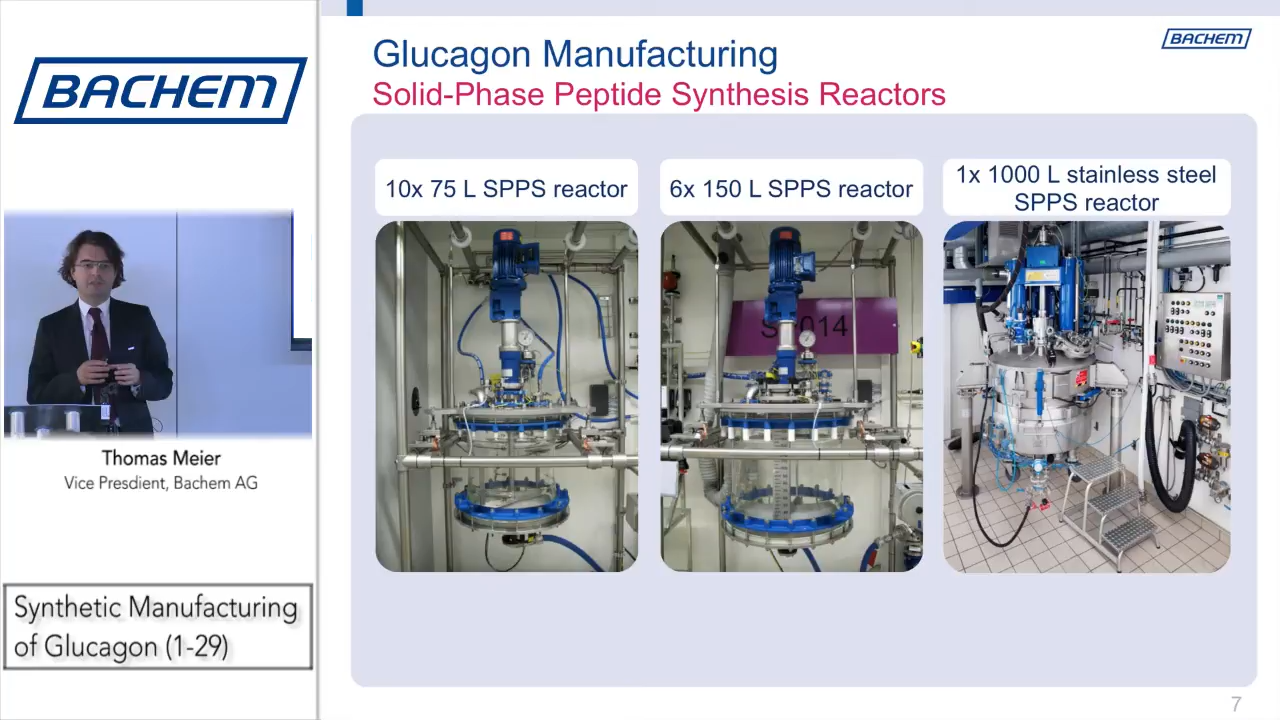 BACHEM
Thomas Meier
Vice Presdient, Bachem AG
Synthetic Manufacturing
of Glucagon (1-29)
BACHEM
Glucagon Manufacturing
Solid-Phase Peptide Synthesis Reactors
10x 75 L SPPS reactor
6x 150 L SPPS reactor
1x 1000 L stainless steel
SPPS reactor
7